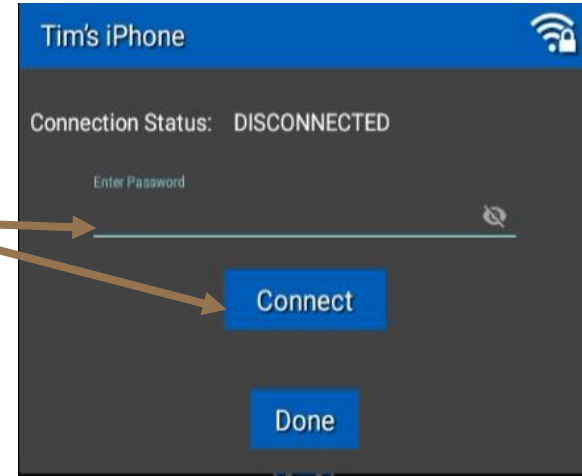 Tim's iPhone
Connection Status: DISCONNECTED
Enter Password
Connect
Done